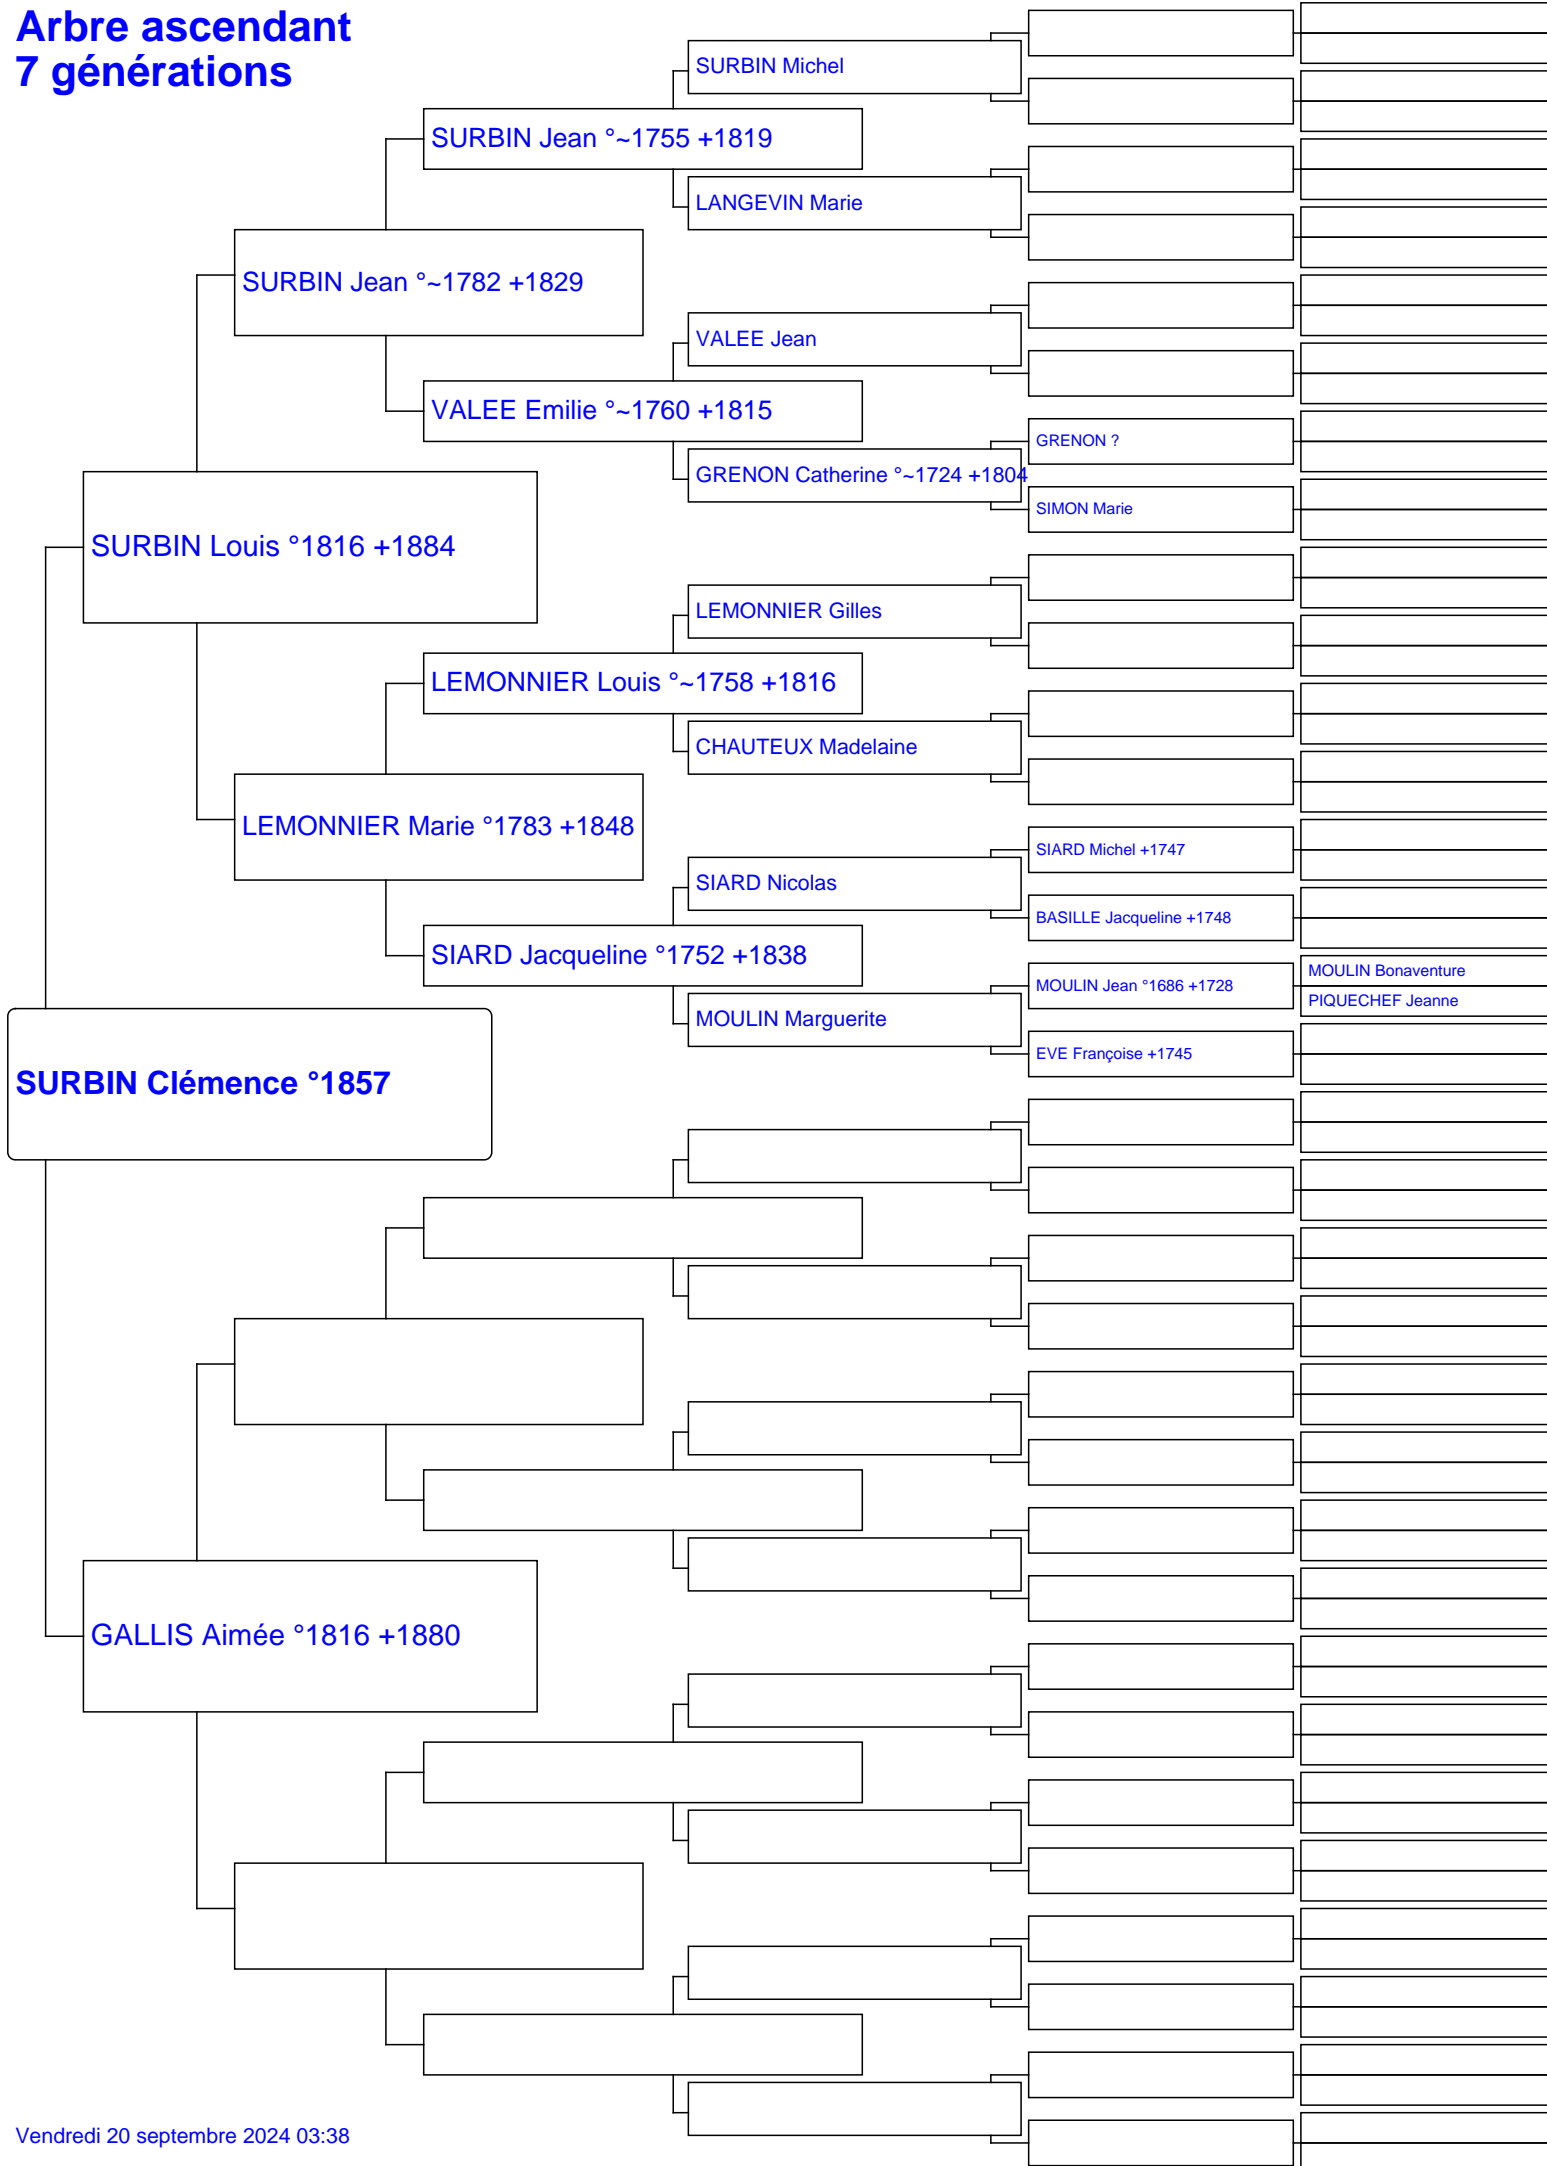 Arbre ascendant
7 générations
SURBIN Michel
SURBIN Jean °~1755 +1819
LANGEVIN Marie
SURBIN Jean °~1782 +1829
VALEE Jean
VALEE Emilie °~1760 +1815
GRENON ?
GRENON Catherine °~1724 +1804
SIMON Marie
SURBIN Louis °1816 +1884
LEMONNIER Gilles
LEMONNIER Louis °~1758 +1816
CHAUTEUX Madelaine
LEMONNIER Marie °1783 +1848
SIARD Michel +1747
SIARD Nicolas
BASILLE Jacqueline +1748
SIARD Jacqueline °1752 +1838
MOULIN Bonaventure
MOULIN Jean °1686 +1728
PIQUECHEF Jeanne
MOULIN Marguerite
EVE Françoise +1745
SURBIN Clémence °1857
GALLIS Aimée °1816 +1880
Vendredi 20 septembre 2024 03:38